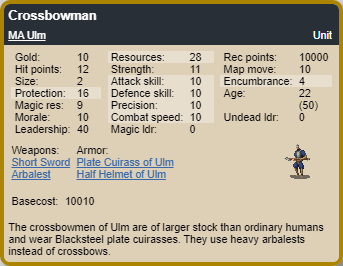 Crossbowman
MA Ulm Unit
Gold: 10 Resources: 28 Rec points: 10000
Hit points: 12 Strength: 11 Map move: 10
Size: 2 Attack skill: 10 Encumbrance: 4
Protection: 16 Defence skill: 10 Age: 22
Magic res: 9 Precision: 10 (50)
Morale: 10 Combat speed: 10 Undead ldr: 0
Leadership: 40 Magic ldr: 0
Weapons: Armor:
Short Sword Plate Cuirass of Ulm
Arbalest Half Helmet of Ulm
Basecost: 10010
The crossbowmen of Ulm are of larger stock than ordinary humans
and wear Blacksteel plate cuirasses. They use heavy arbalests
instead of crossbows.